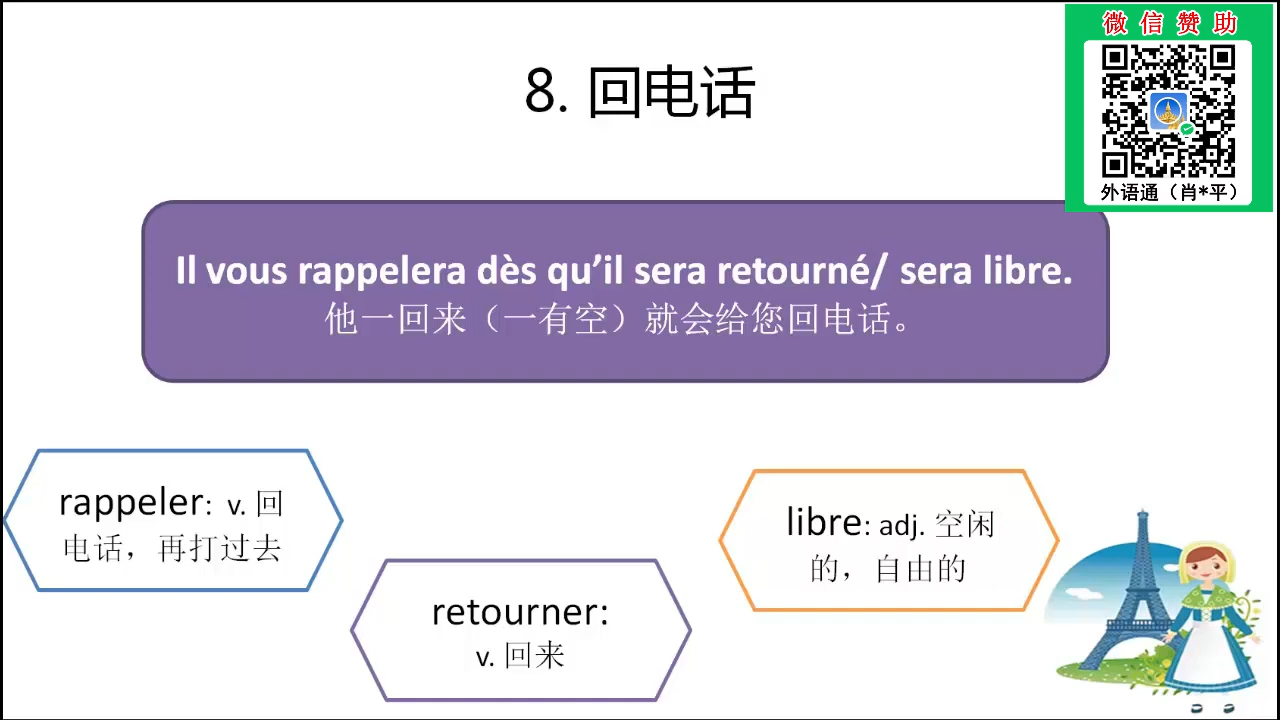 微信赞助
外语通（肖*平）
8. 回电话
Il vous rappelera dès qu’il sera retourné/ sera libre.
他一回来（一有空）就会给您回电话。
rappeler: v. 回
电话，再打过去
retourner:
v. 回来
libre: adj. 空闲
的，自由的